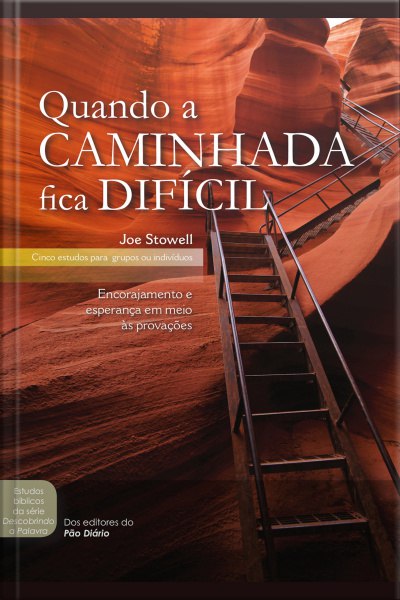 Quando a
CAMINHADA
fica DIFÍCIL
Joe Stowell
Cinco estudos para grupos ou indivíduos
Encorajamento e
esperança em meio
às provações
Estudos
bíblicos
da série
Descobrindo
a Palavra
Dos editores do
Pão Diário